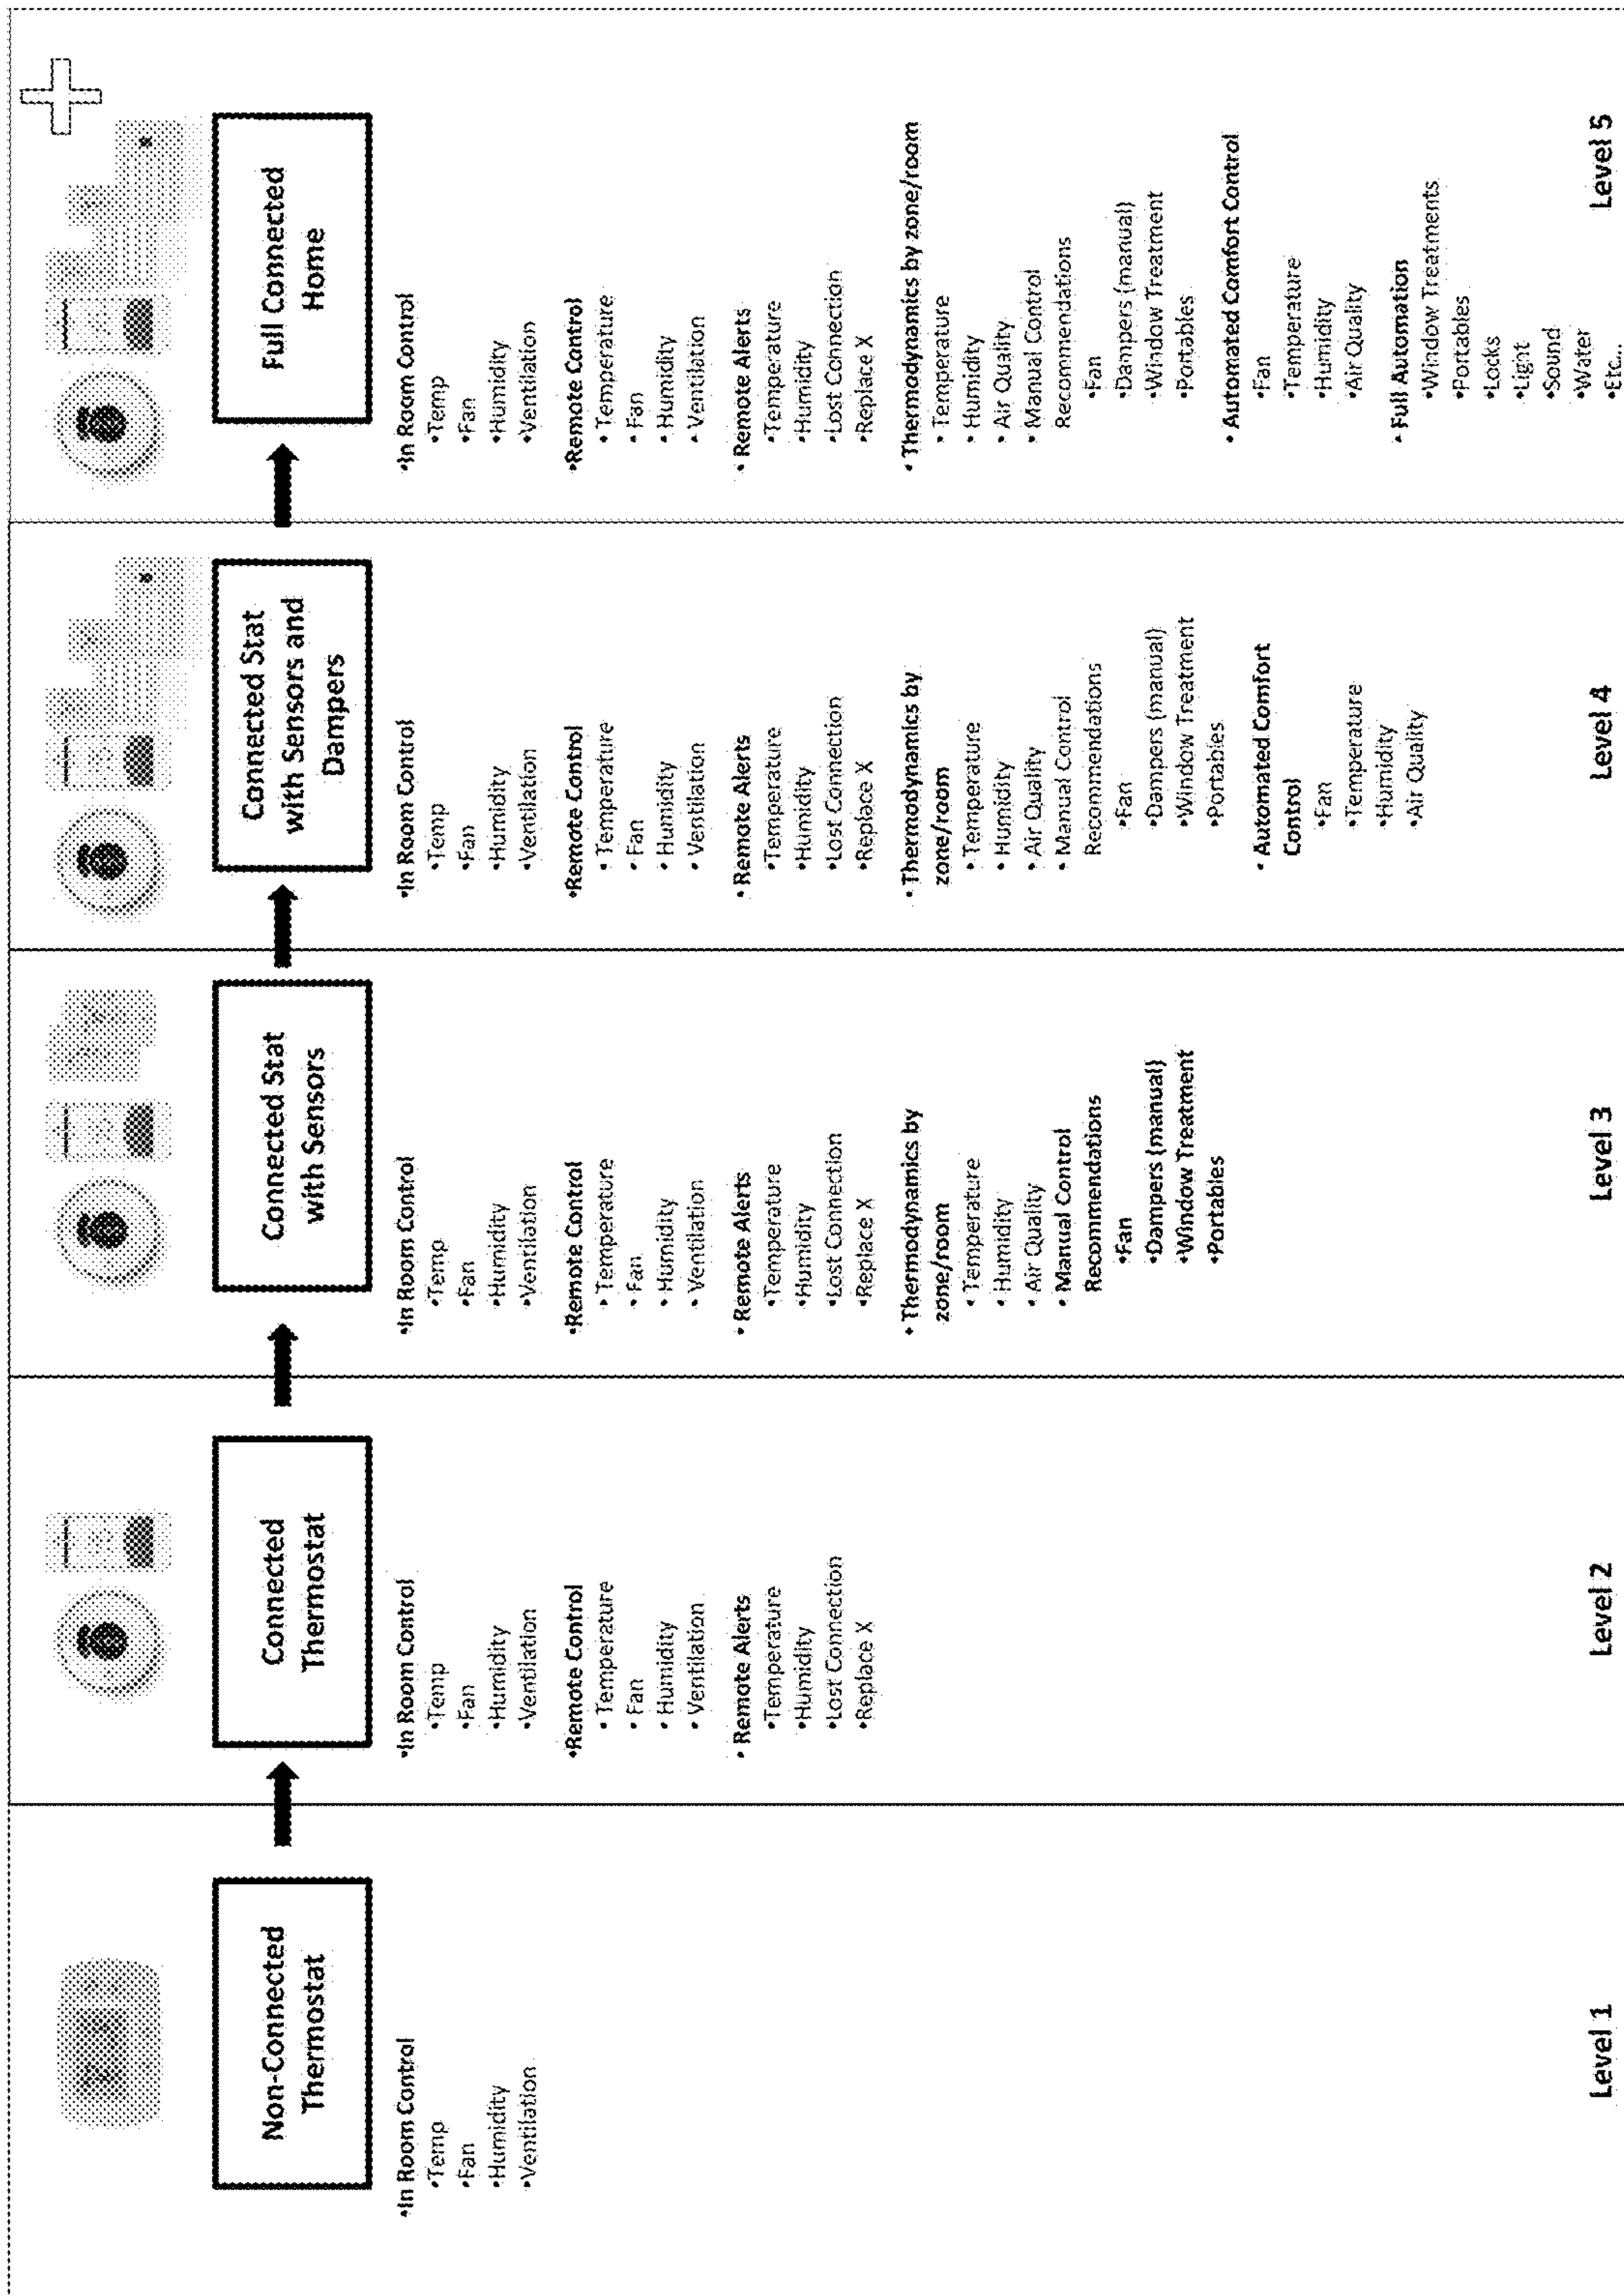 Non-Connected
Thermostat
•In Room Control
•Temp
•Fan
•Humidity
•Ventilation
Level 1
Connected
Thermostat
•In Room Control
•Temp
•Fan
•Humidity
•Ventilation
•Remote Control
• Temperature
• Fan
• Humidity
• Ventilation
• Remote Alerts
•Temperature
•Humidity
•Lost Connection
•Replace X
Level 2
Connected Stat
with Sensors
•In Room Control
•Temp
•Fan
•Humidity
•Ventilation
•Remote Control
• Temperature
• Fan
• Humidity
• Ventilation
• Remote Alerts
•Temperature
•Humidity
•Lost Connection
•Replace X
• Thermodynamics by
zone/room
• Temperature
• Humidity
• Air Quality
• Manual Control
Recommendations
•Fan
•Dampers (manual)
•Window Treatment
•Portables
Level 3
Connected Stat
with Sensors and
Dampers
•In Room Control
•Temp
•Fan
•Humidity
•Ventilation
•Remote Control
• Temperature
• Fan
• Humidity
• Ventilation
• Remote Alerts
•Temperature
•Humidity
•Lost Connection
•Replace X
• Thermodynamics by
zone/room
• Temperature
• Humidity
• Air Quality
• Manual Control
Recommendations
•Fan
•Dampers (manual)
•Window Treatment
•Portables
• Automated Comfort
Control
•Fan
•Temperature
•Humidity
•Air Quality
Level 4
Full Connected
Home
•In Room Control
•Temp
•Fan
•Humidity
•Ventilation
•Remote Control
• Temperature
• Fan
• Humidity
• Ventilation
• Remote Alerts
•Temperature
•Humidity
•Lost Connection
•Replace X
• Thermodynamics by zone/room
• Temperature
• Humidity
• Air Quality
• Manual Control
Recommendations
•Fan
•Dampers (manual)
•Window Treatment
•Portables
• Automated Comfort Control
•Fan
•Temperature
•Humidity
•Air Quality
• Full Automation
•Window Treatments
•Portables
•Locks
•Light
•Sound
•Water
•Etc...
Level 5